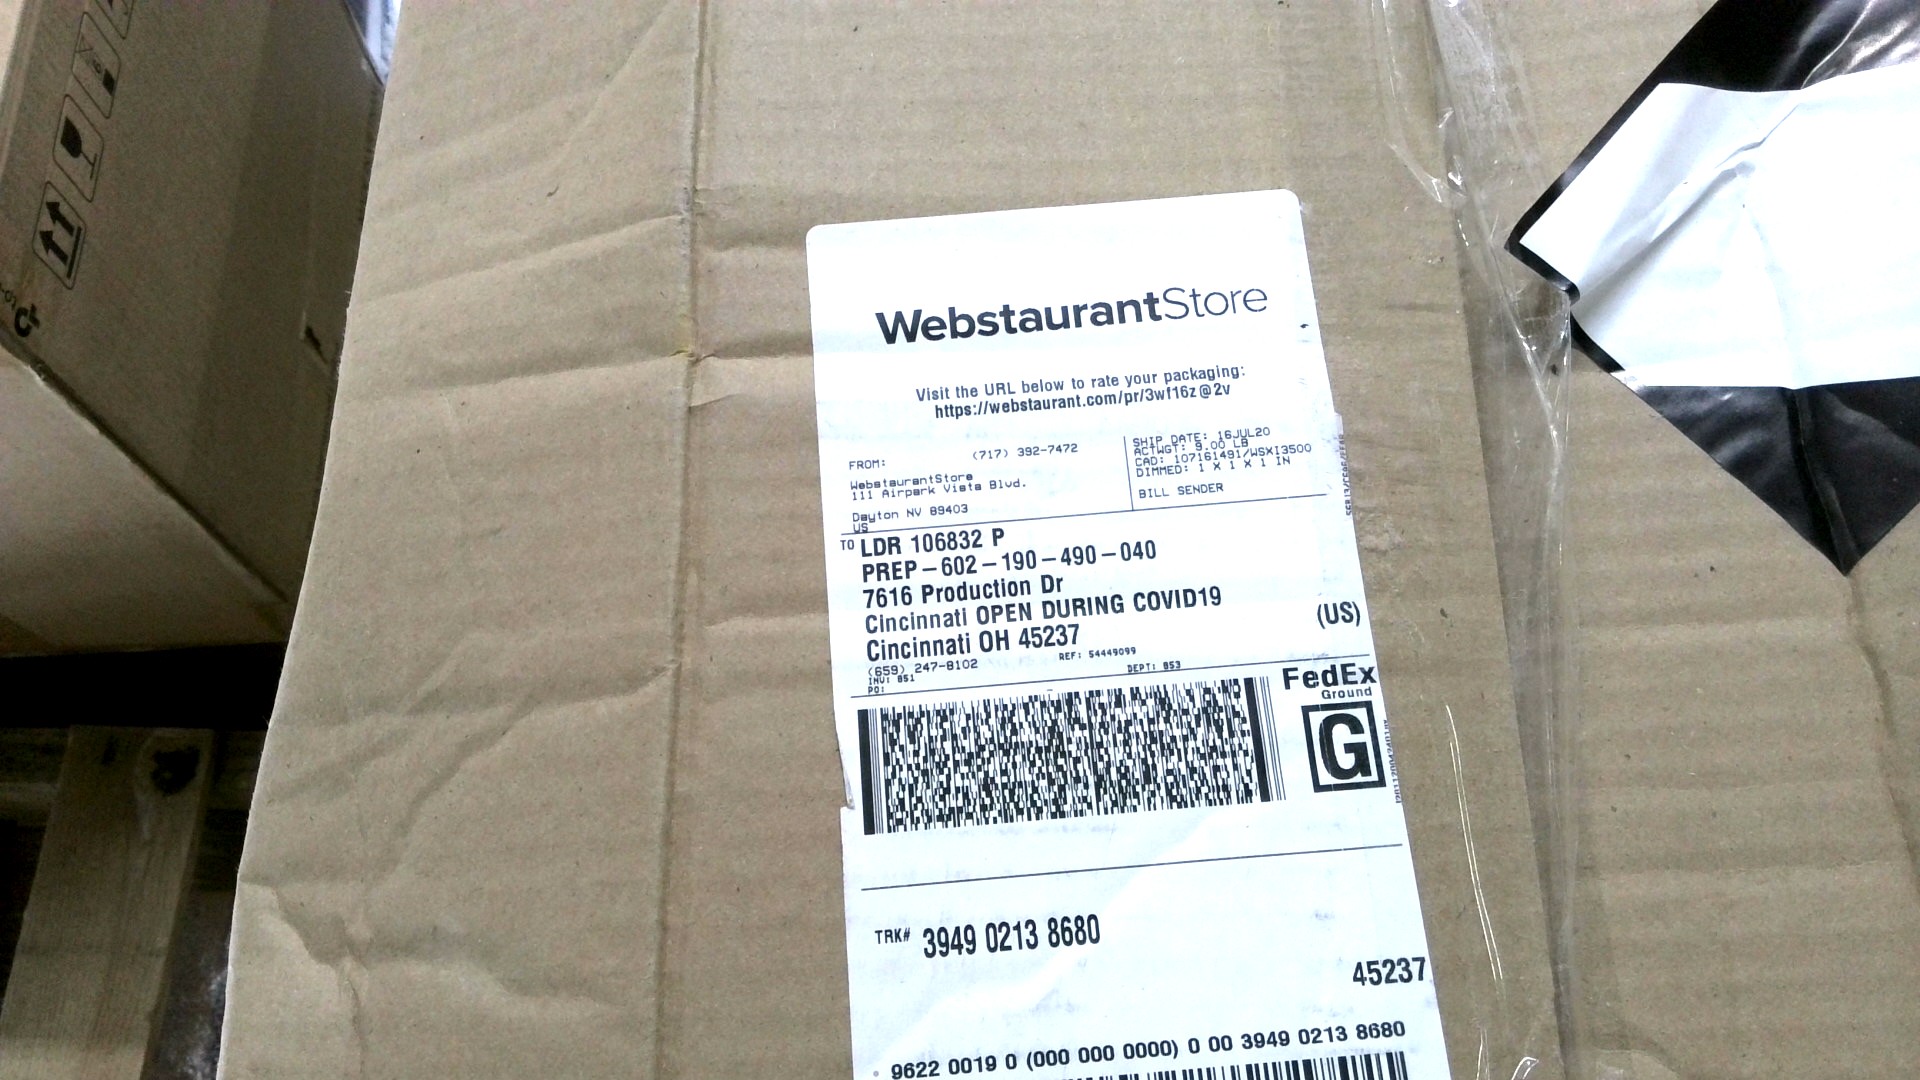 WebstaurantStore
Visit the URL below to rate your packaging:
https://webstaurant.com/pr/3wf16z@2v
FROM: (717) 392-7472
WebstaurantStore
111 Airpark Vista Blvd.
Dayton NV 89403
US
SHIP DATE: 16JUL20
ACTWGT: 9.00 LB
CAD: 107161491/WSXI3500
DIMMED: 1 X 1 X 1 IN
BILL SENDER
TO LDR 106832 P
PREP-602-190-490-040
7616 Production Dr
Cincinnati OPEN DURING COVID19
Cincinnati OH 45237
(US)
(659) 247-8102 REF: 54449099
INV: 851 DEPT: 853
PO:
FedEx
Ground
G
TRK# 3949 0213 8680
45237
9622 0019 0 (000 000 0000) 0 00 3949 0213 8680